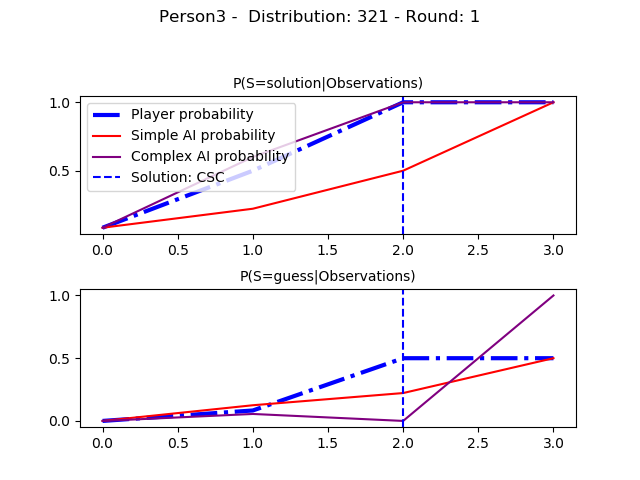 Person3 -  Distribution: 321 - Round: 1
P(S=solution|Observations)
1.0
0.5
Player probability
Simple AI probability
Complex AI probability
Solution: CSC
0.0 0.5 1.0 1.5 2.0 2.5 3.0
P(S=guess|Observations)
1.0
0.5
0.0
0.0 0.5 1.0 1.5 2.0 2.5 3.0